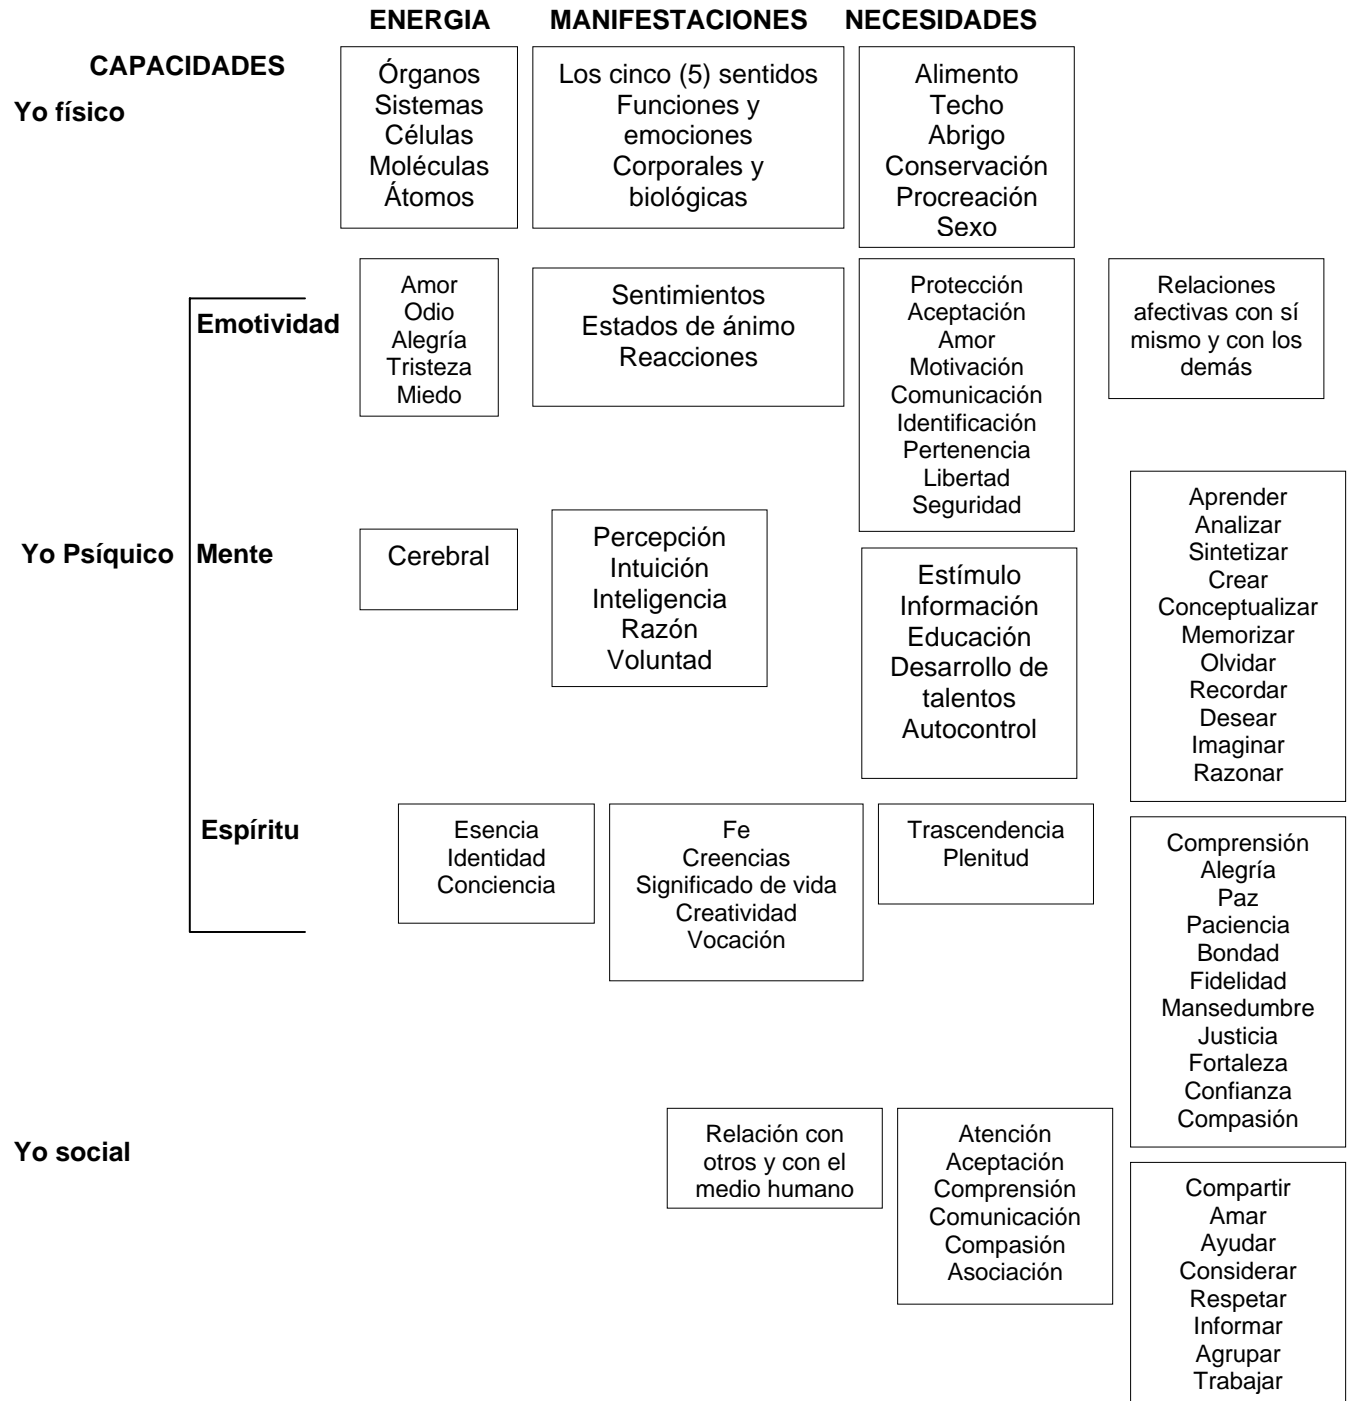 ENERGIA MANIFESTACIONES NECESIDADES
CAPACIDADES
Yo físico
Órganos
Sistemas
Células
Moléculas
Átomos
Los cinco (5) sentidos
Funciones y
emociones
Corporales y
biológicas
Alimento
Techo
Abrigo
Conservación
Procreación
Sexo
Yo Psíquico
Emotividad
Amor
Odio
Alegría
Tristeza
Miedo
Sentimientos
Estados de ánimo
Reacciones
Protección
Aceptación
Amor
Motivación
Comunicación
Identificación
Pertenencia
Libertad
Seguridad
Relaciones
afectivas con sí
mismo y con los
demás
Mente
Cerebral
Percepción
Intuición
Inteligencia
Razón
Voluntad
Estímulo
Información
Educación
Desarrollo de
talentos
Autocontrol
Aprender
Analizar
Sintetizar
Crear
Conceptualizar
Memorizar
Olvidar
Recordar
Desear
Imaginar
Razonar
Espíritu
Esencia
Identidad
Conciencia
Fe
Creencias
Significado de vida
Creatividad
Vocación
Trascendencia
Plenitud
Comprensión
Alegría
Paz
Paciencia
Bondad
Fidelidad
Mansedumbre
Justicia
Fortaleza
Confianza
Compasión
Yo social
Relación con
otros y con el
medio humano
Atención
Aceptación
Comprensión
Comunicación
Compasión
Asociación
Compartir
Amar
Ayudar
Considerar
Respetar
Informar
Agrupar
Trabajar